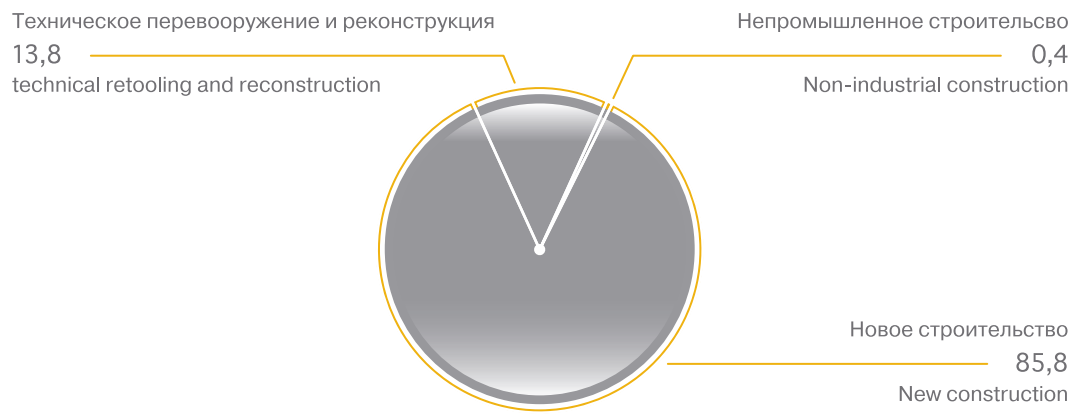 Техническое перевооружение и реконструкция
13,8
technical retooling and reconstruction
Непромышленное строительсво
0,4
Non-industrial construction
Новое строительство
85,8
New construction